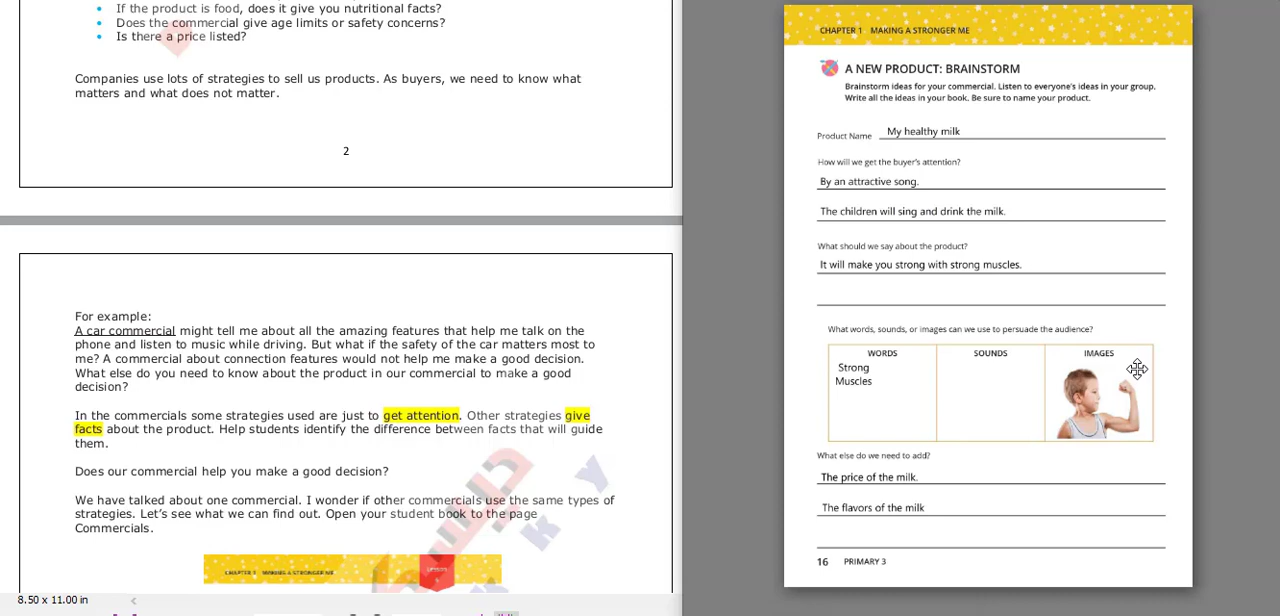 If the product is food, does it give you nutritional facts?
Does the commercial give age limits or safety concerns?
Is there a price listed?
Companies use lots of strategies to sell us products. As buyers, we need to know what
matters and what does not matter.
2
For example:
A car commercial might tell me about all the amazing features that help me talk on the
phone and listen to music while driving. But what if the safety of the car matters most to
me? A commercial about connection features would not help me make a good decision.
What else do you need to know about the product in our commercial to make a good
decision?
In the commercials some strategies used are just to get attention. Other strategies give
facts about the product. Help students identify the difference between facts that will guide
them.
Does our commercial help you make a good decision?
We have talked about one commercial. I wonder if other commercials use the same types of
strategies. Let's see what we can find out. Open your student book to the page
Commercials.
CHAPTER 1 MAKING A STRONGER ME
8.50 x 11.00 in
CHAPTER 1 MAKING A STRONGER ME
A NEW PRODUCT: BRAINSTORM
Brainstorm ideas for your commercial. Listen to everyone's ideas in your group.
Write all the ideas in your book. Be sure to name your product.
Product Name My healthy milk
How will we get the buyer's attention?
By an attractive song.
The children will sing and drink the milk.
What should we say about the product?
It will make you strong with strong muscles.
What words, sounds, or images can we use to persuade the audience?
WORDS SOUNDS IMAGES
Strong
Muscles
What else do we need to add?
The price of the milk.
The flavors of the milk
16 PRIMARY 3